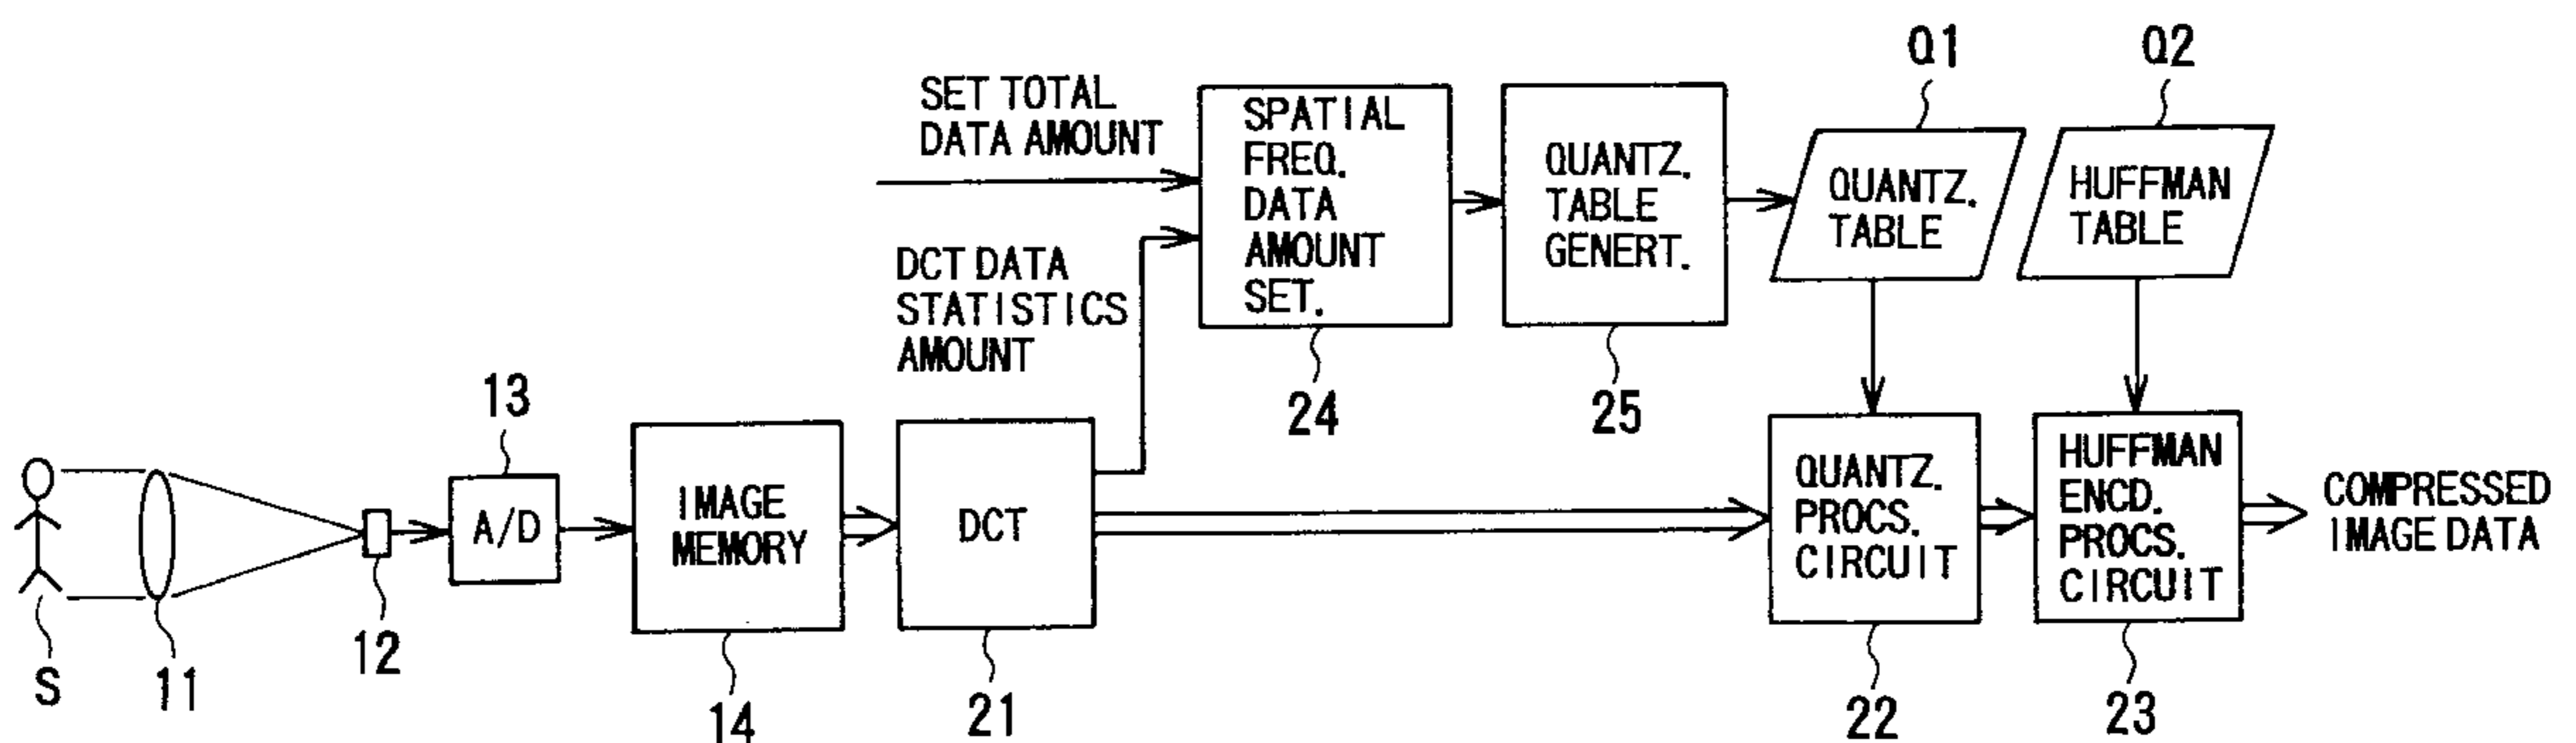 Q1
Q2
SET TOTAL
DATA AMOUNT
SPATIAL
FREQ.
DATA
AMOUNT
SET.
QUANTZ.
TABLE
GENERT.
QUANTZ.
TABLE
HUFFMAN
TABLE
DCT DATA
STATISTICS
AMOUNT
24
25
13
A/D
IMAGE
MEMORY
DCT
QUANTZ.
PROCS.
CIRCUIT
HUFFMAN
ENCD.
PROCS.
CIRCUIT
COMPRESSED
IMAGE DATA
S
11
12
14
21
22
23